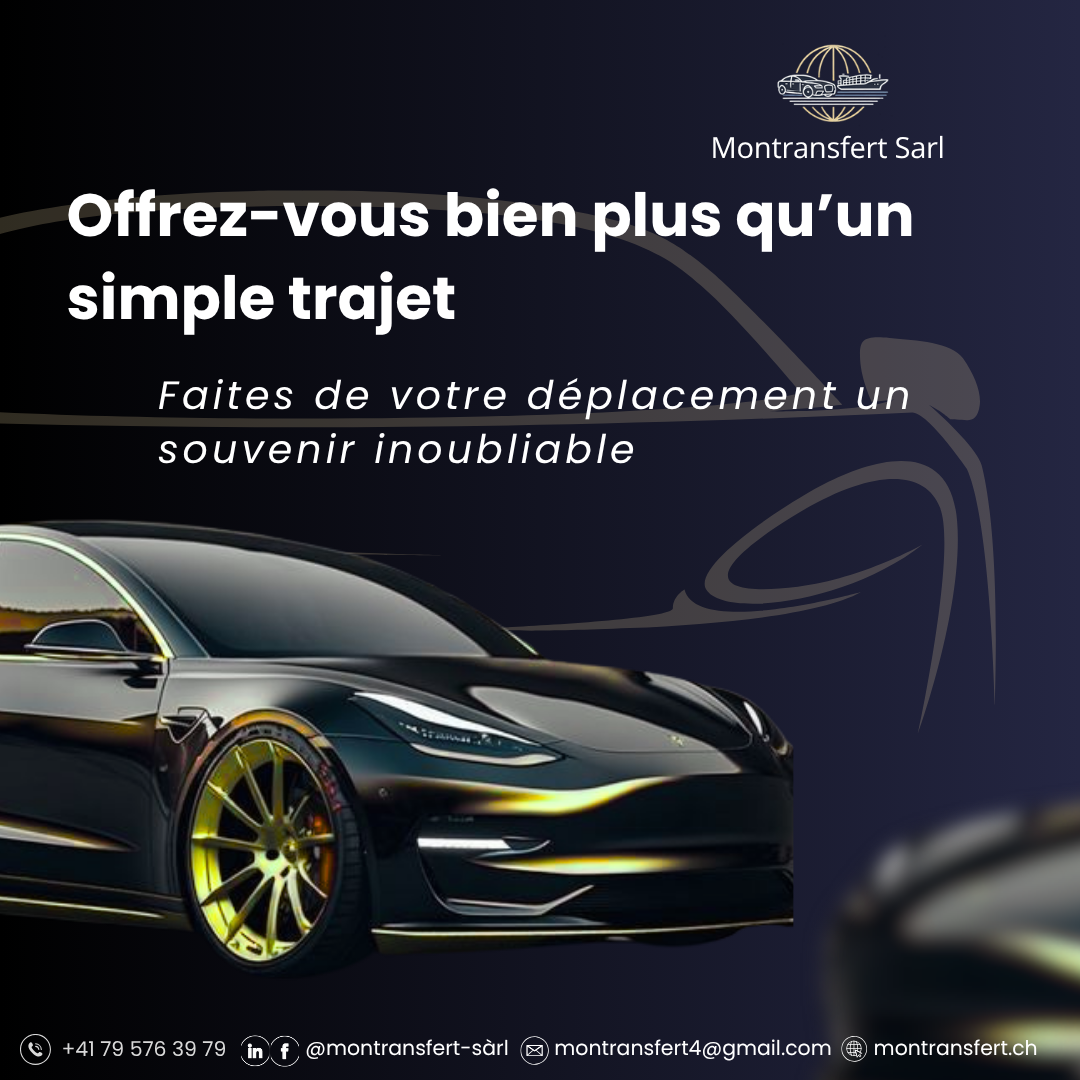 Montransfert Sarl
Offrez-vous bien plus qu’un
simple trajet
Faites de votre déplacement un
souvenir inoubliable
+41 79 576 39 79 in f @montransfert-sàrl montransfert4@gmail.com montransfert.ch